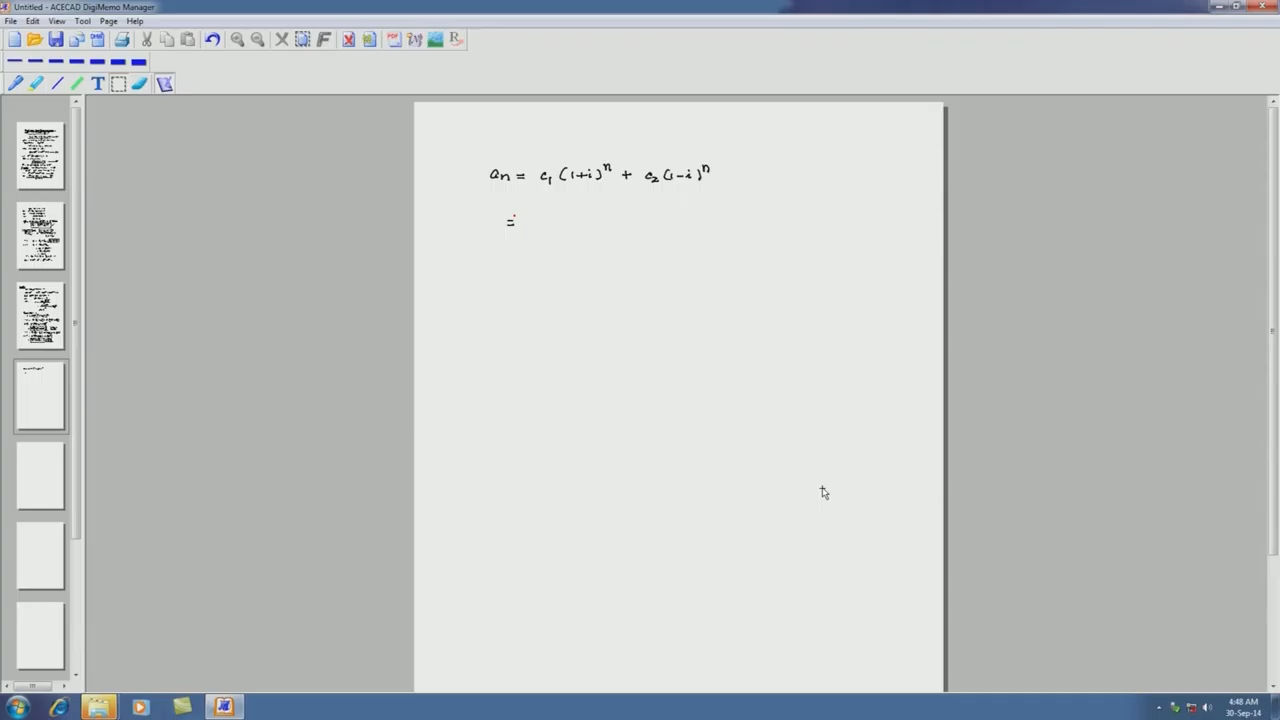 Untitled - ACECAD DigiMemo Manager
File Edit View Tool Page Help
aₙ = c₁ (1+i)ⁿ + c₂ (1-i)ⁿ
=
4:48 AM
30-Sep-14